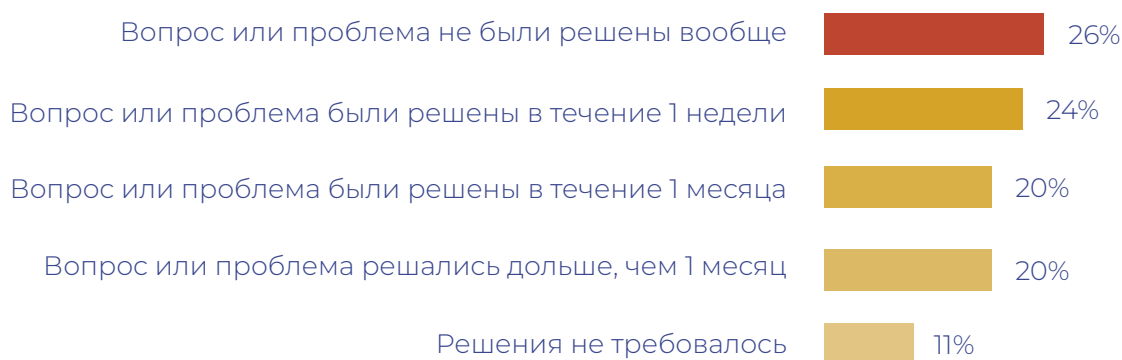 Вопрос или проблема не были решены вообще 26%
Вопрос или проблема были решены в течение 1 недели 24%
Вопрос или проблема были решены в течение 1 месяца 20%
Вопрос или проблема решались дольше, чем 1 месяц 20%
Решения не требовалось 11%